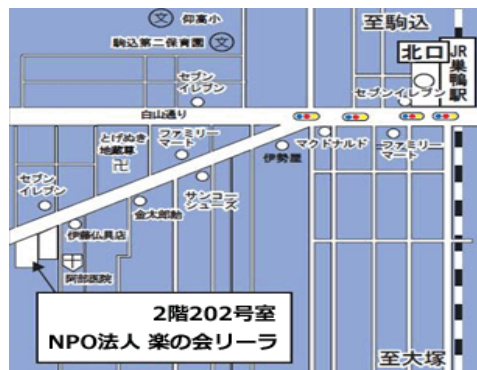 文 仰高小
至駒込
駒込第二保育園 文
北口
JR巣鴨駅
セブン
イレブン
セブンイレブン
白山通り
とげぬき
地蔵尊
卍
ファミリー
マート
伊勢屋
マクドナルド
ファミリー
マート
セブン
イレブン
サンコー
シューズ
金太郎飴
伊藤仏具店
阿部医院
2階202号室
NPO法人 楽の会リーラ
至大塚